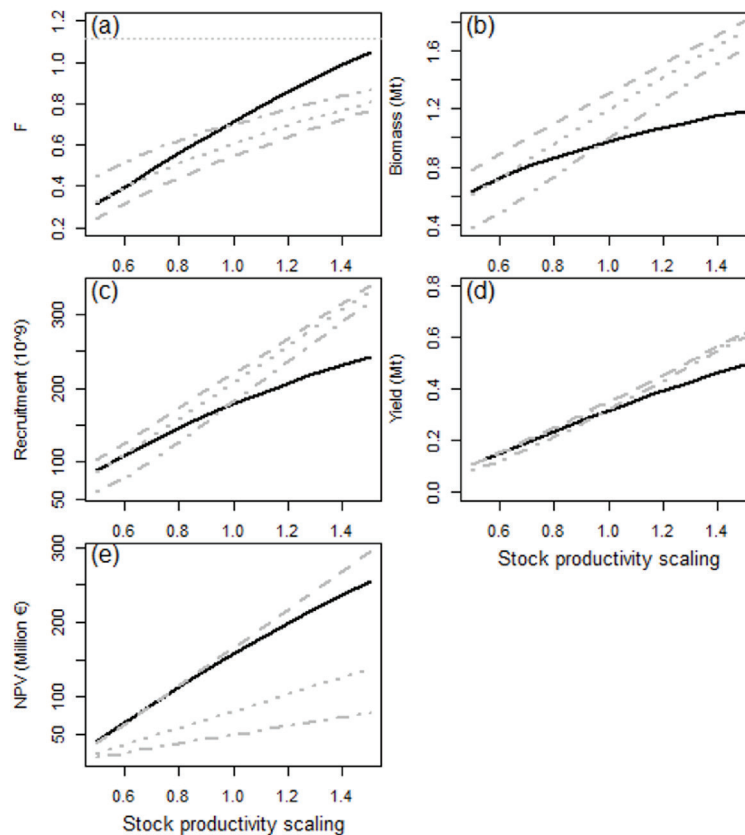 (a)
F
0.2 0.4 0.6 0.8 1.0 1.2
0.6 0.8 1.0 1.2 1.4
(b)
Biomass (Mt)
0.4 0.8 1.2 1.6
0.6 0.8 1.0 1.2 1.4
(c)
Recruitment (10^9)
50 100 200 300
0.6 0.8 1.0 1.2 1.4
(d)
Yield (Mt)
0.0 0.2 0.4 0.6 0.8
0.6 0.8 1.0 1.2 1.4
Stock productivity scaling
(e)
NPV (Million €)
50 100 200 300
0.6 0.8 1.0 1.2 1.4
Stock productivity scaling